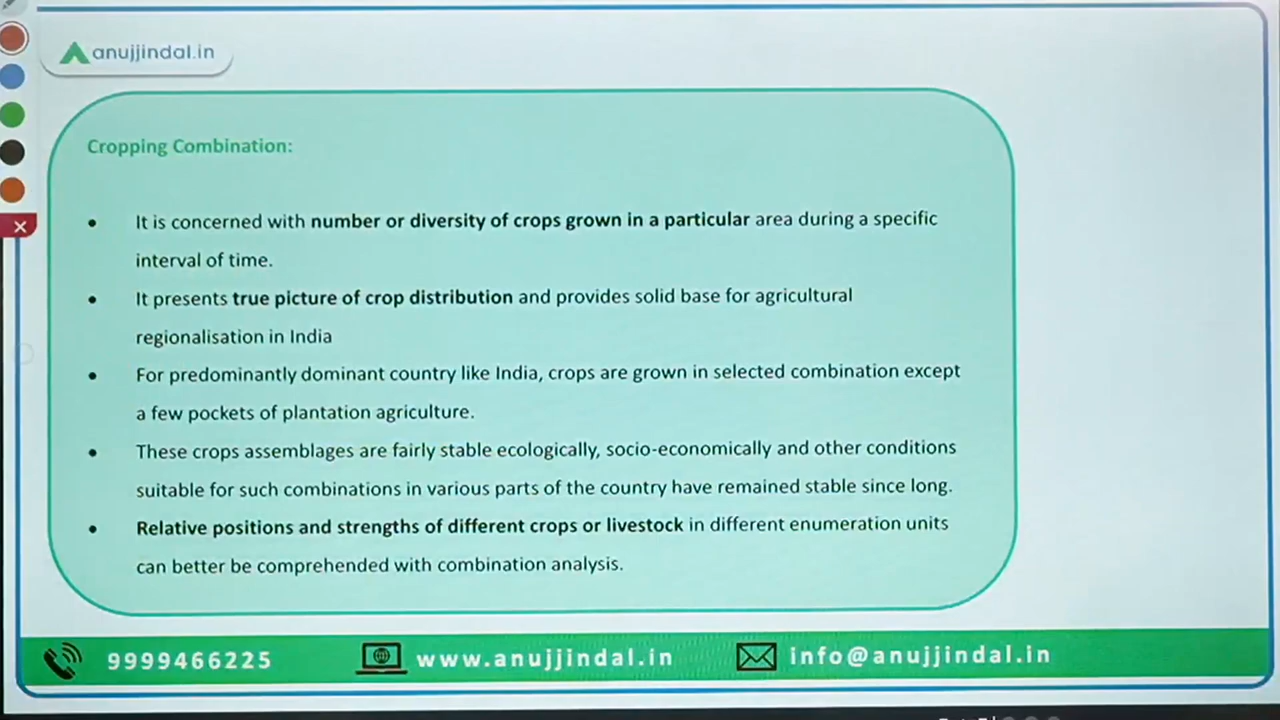 anujjindal.in
Cropping Combination:
• It is concerned with number or diversity of crops grown in a particular area during a specific
interval of time.
• It presents true picture of crop distribution and provides solid base for agricultural
regionalisation in India
• For predominantly dominant country like India, crops are grown in selected combination except
a few pockets of plantation agriculture.
• These crops assemblages are fairly stable ecologically, socio-economically and other conditions
suitable for such combinations in various parts of the country have remained stable since long.
• Relative positions and strengths of different crops or livestock in different enumeration units
can better be comprehended with combination analysis.
9999466225 www.anujjindal.in info@anujjindal.in